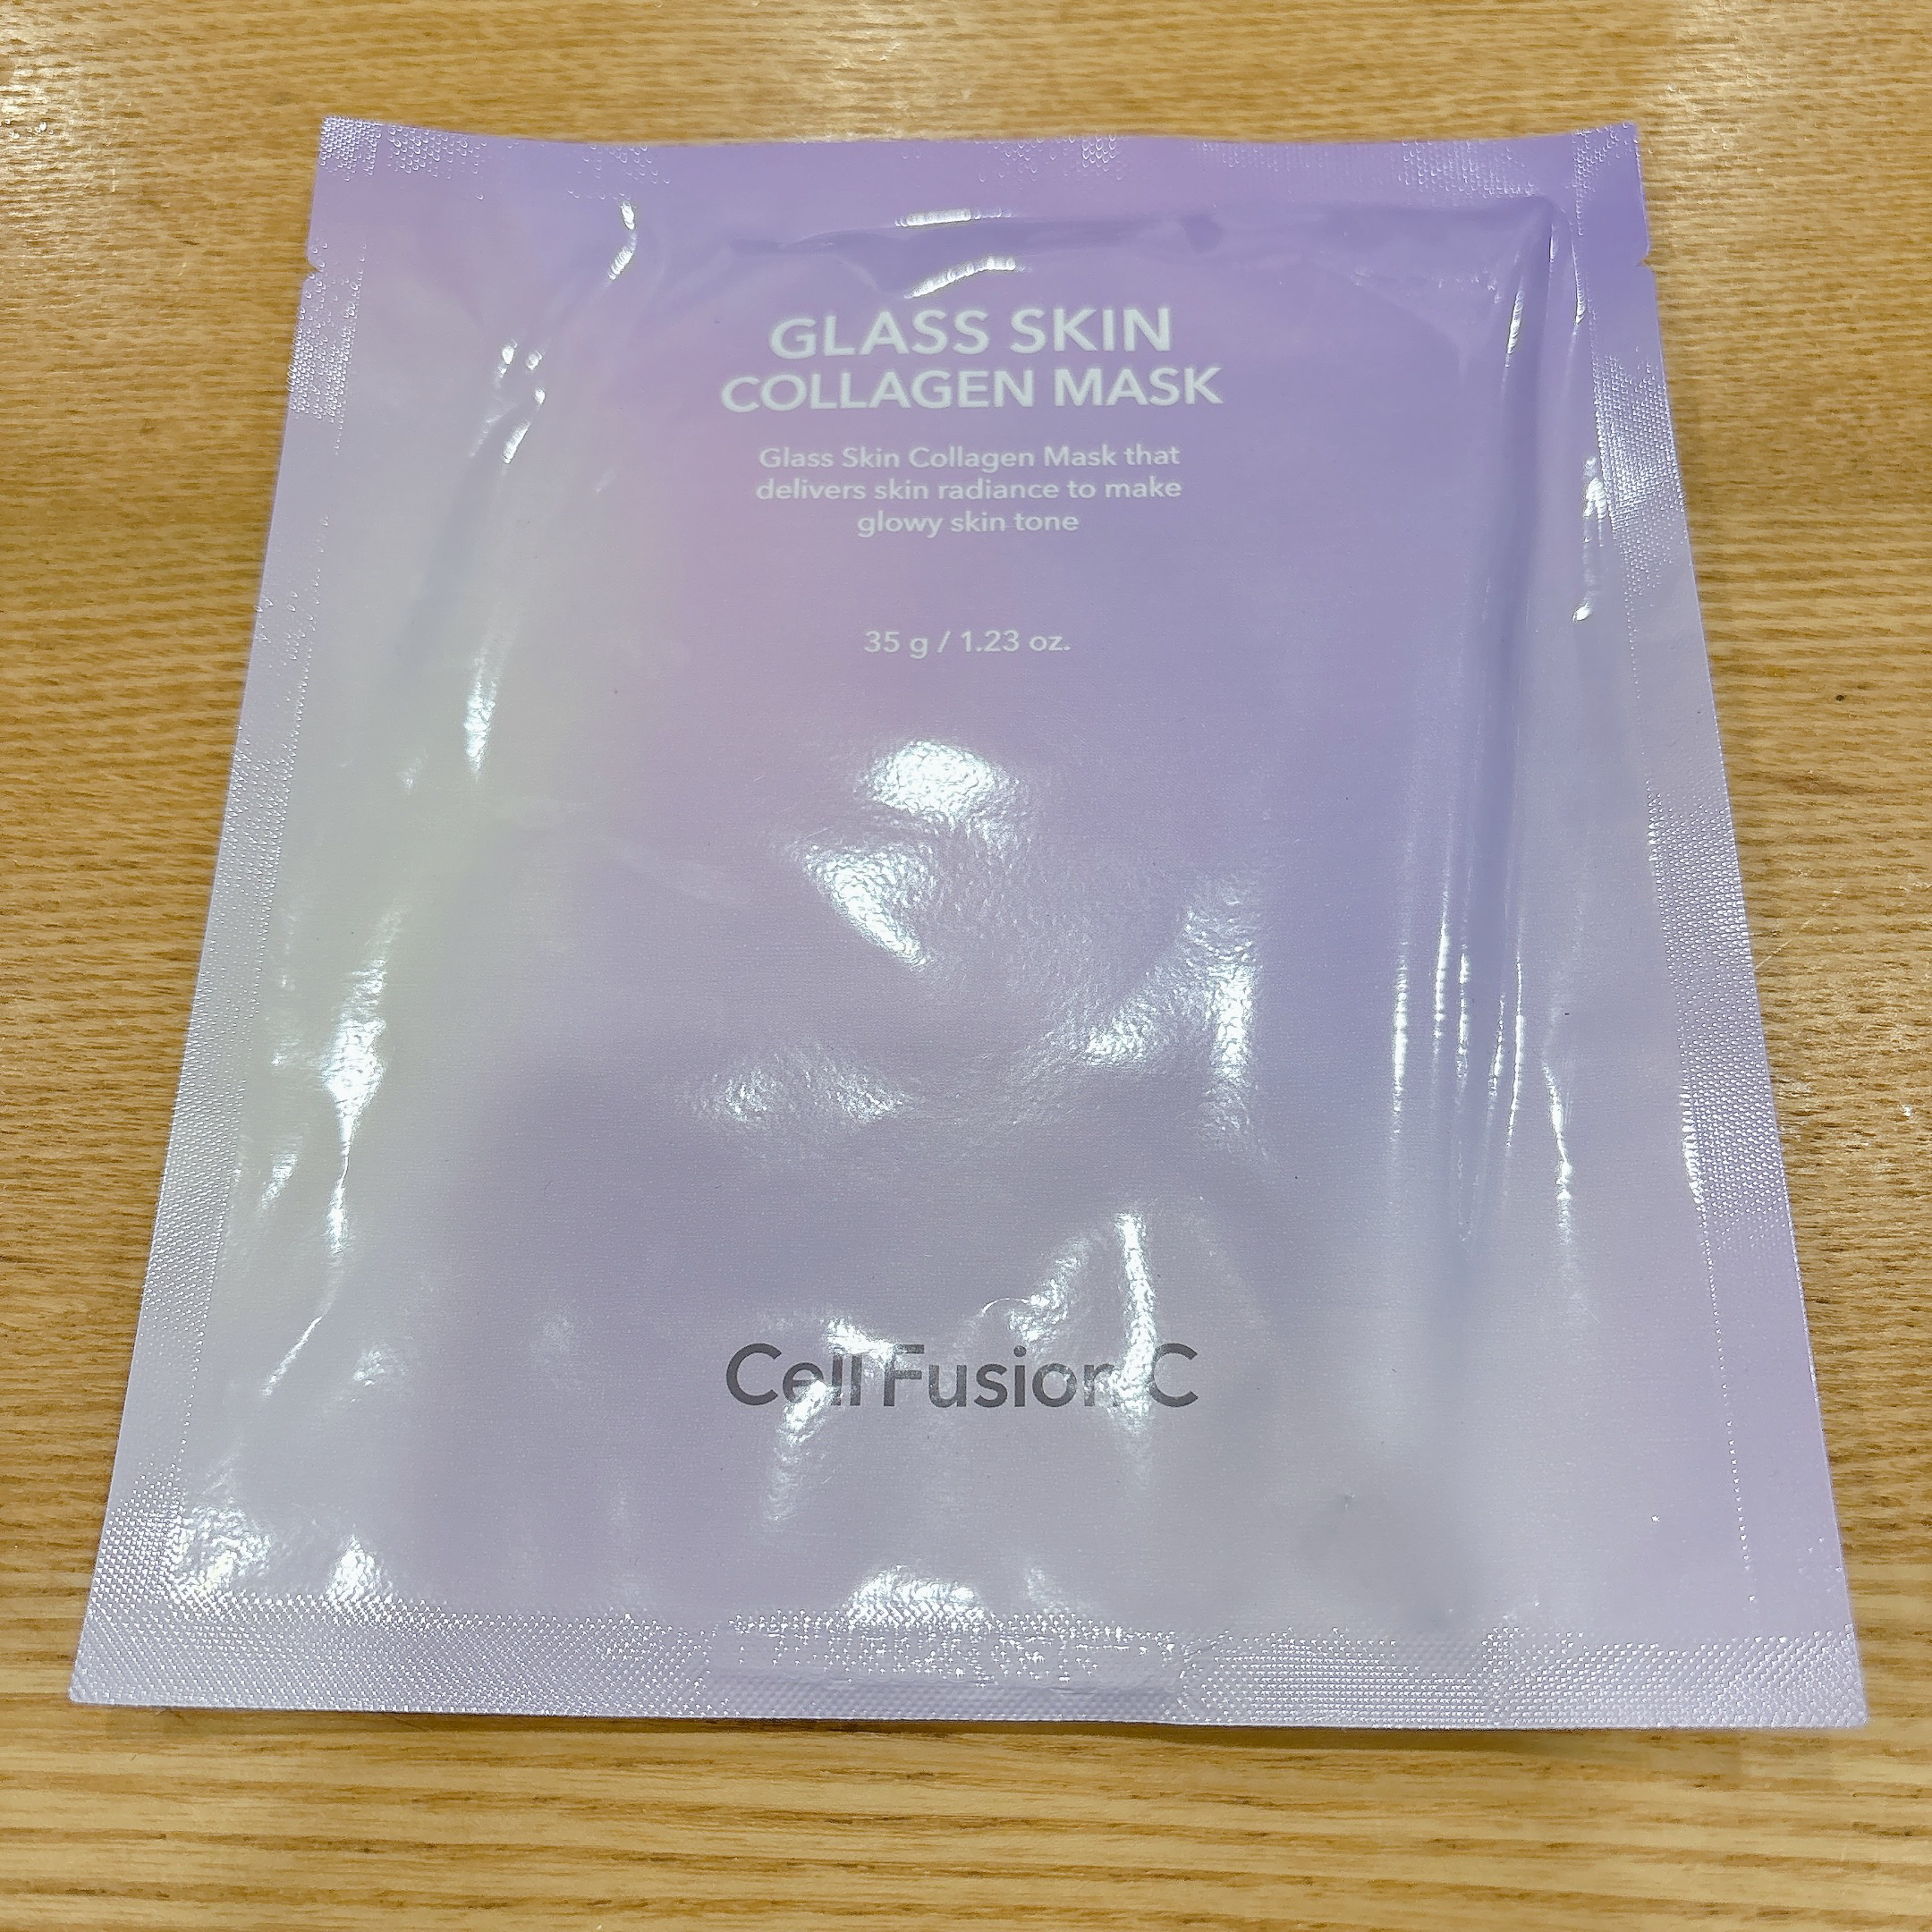 GLASS SKIN
COLLAGEN MASK
Glass Skin Collagen Mask that
delivers skin radiance to make
glowy skin tone
35 g / 1.23 oz.
Cell Fusion C